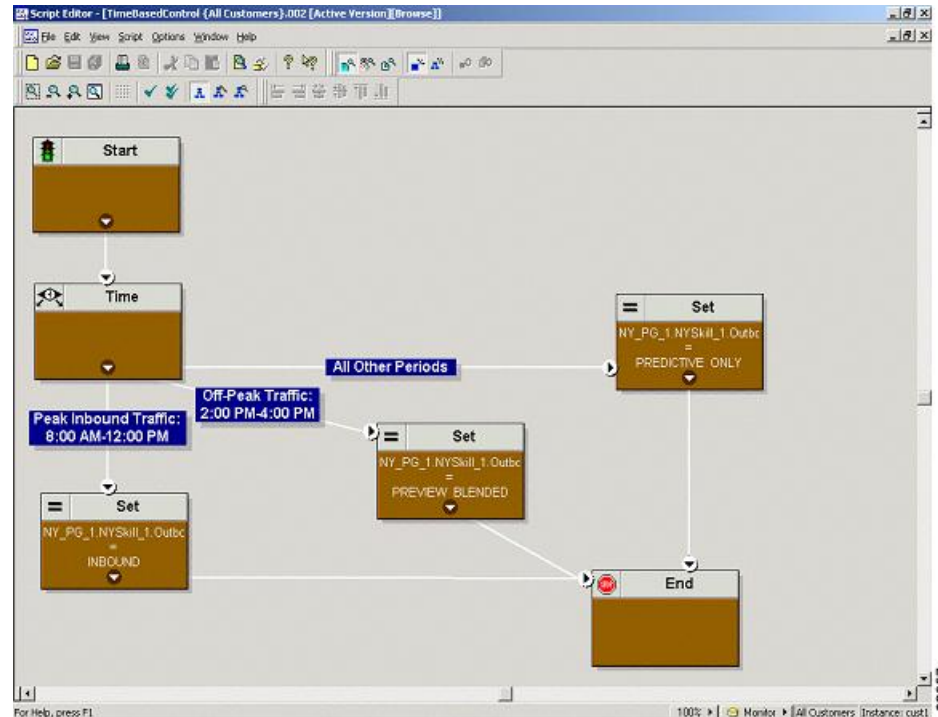 Script Editor - [TimeBasedControl {All Customers}.002 [Active Version][Browse]]
File Edit View Script Options Window Help
Start
Time
Set
NY_PG_1.NYSkill_1.Outbc
=
PREDICTIVE_ONLY
All Other Periods
Off-Peak Traffic:
2:00 PM-4:00 PM
Peak Inbound Traffic:
8:00 AM-12:00 PM
Set
NY_PG_1.NYSkill_1.Outbc
=
PREVIEW_BLENDED
Set
NY_PG_1.NYSkill_1.Outbc
=
INBOUND
End
For Help, press F1
100% Monitor All Customers Instance: cust1